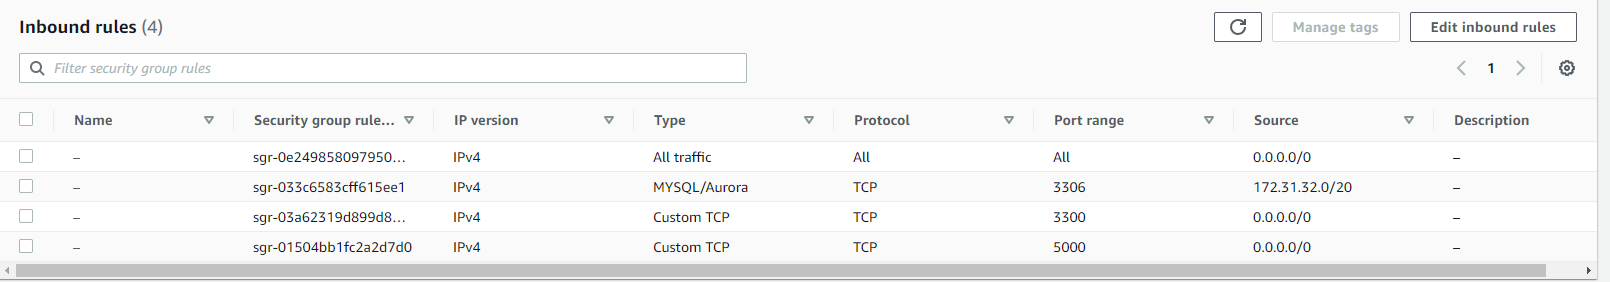 Inbound rules (4)
Manage tags
Edit inbound rules
Filter security group rules
1
Name Security group rule... IP version Type Protocol Port range Source Description
– sgr-0e249858097950... IPv4 All traffic All All 0.0.0.0/0 –
– sgr-033c6583cff615ee1 IPv4 MYSQL/Aurora TCP 3306 172.31.32.0/20 –
– sgr-03a62319d899d8... IPv4 Custom TCP TCP 3300 0.0.0.0/0 –
– sgr-01504bb1fc2a2d7d0 IPv4 Custom TCP TCP 5000 0.0.0.0/0 –